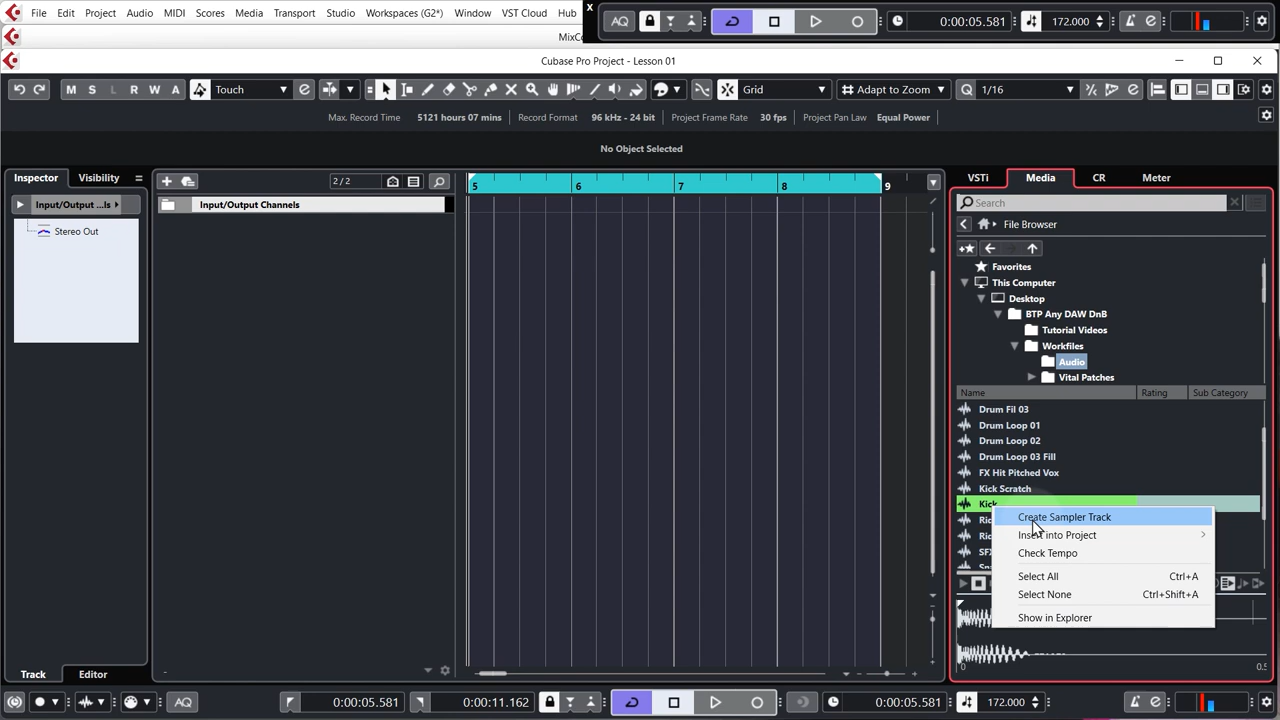 File Edit Project Audio MIDI Scores Media Transport Studio Workspaces (G2*) Window VST Cloud Hub
AQ 0:00:05.581 172.000
MixCo
Cubase Pro Project - Lesson 01
M S L R W A Touch Grid Adapt to Zoom Q 1/16
Max. Record Time 5121 hours 07 mins Record Format 96 kHz - 24 bit Project Frame Rate 30 fps Project Pan Law Equal Power
No Object Selected
Inspector Visibility 2/2 5 6 7 8 9 VSTi Media CR Meter
Input/Output ...ls Input/Output Channels Search
Stereo Out File Browser
Favorites
This Computer
Desktop
BTP Any DAW DnB
Tutorial Videos
Workfiles
Audio
Vital Patches
Name Rating Sub Category
Drum Fil 03
Drum Loop 01
Drum Loop 02
Drum Loop 03 Fill
FX Hit Pitched Vox
Kick Scratch
Kick
Create Sampler Track
Insert into Project
Check Tempo
Select All Ctrl+A
Select None Ctrl+Shift+A
Show in Explorer
0 0.5
Track Editor
AQ 0:00:05.581 0:00:11.162 0:00:05.581 172.000